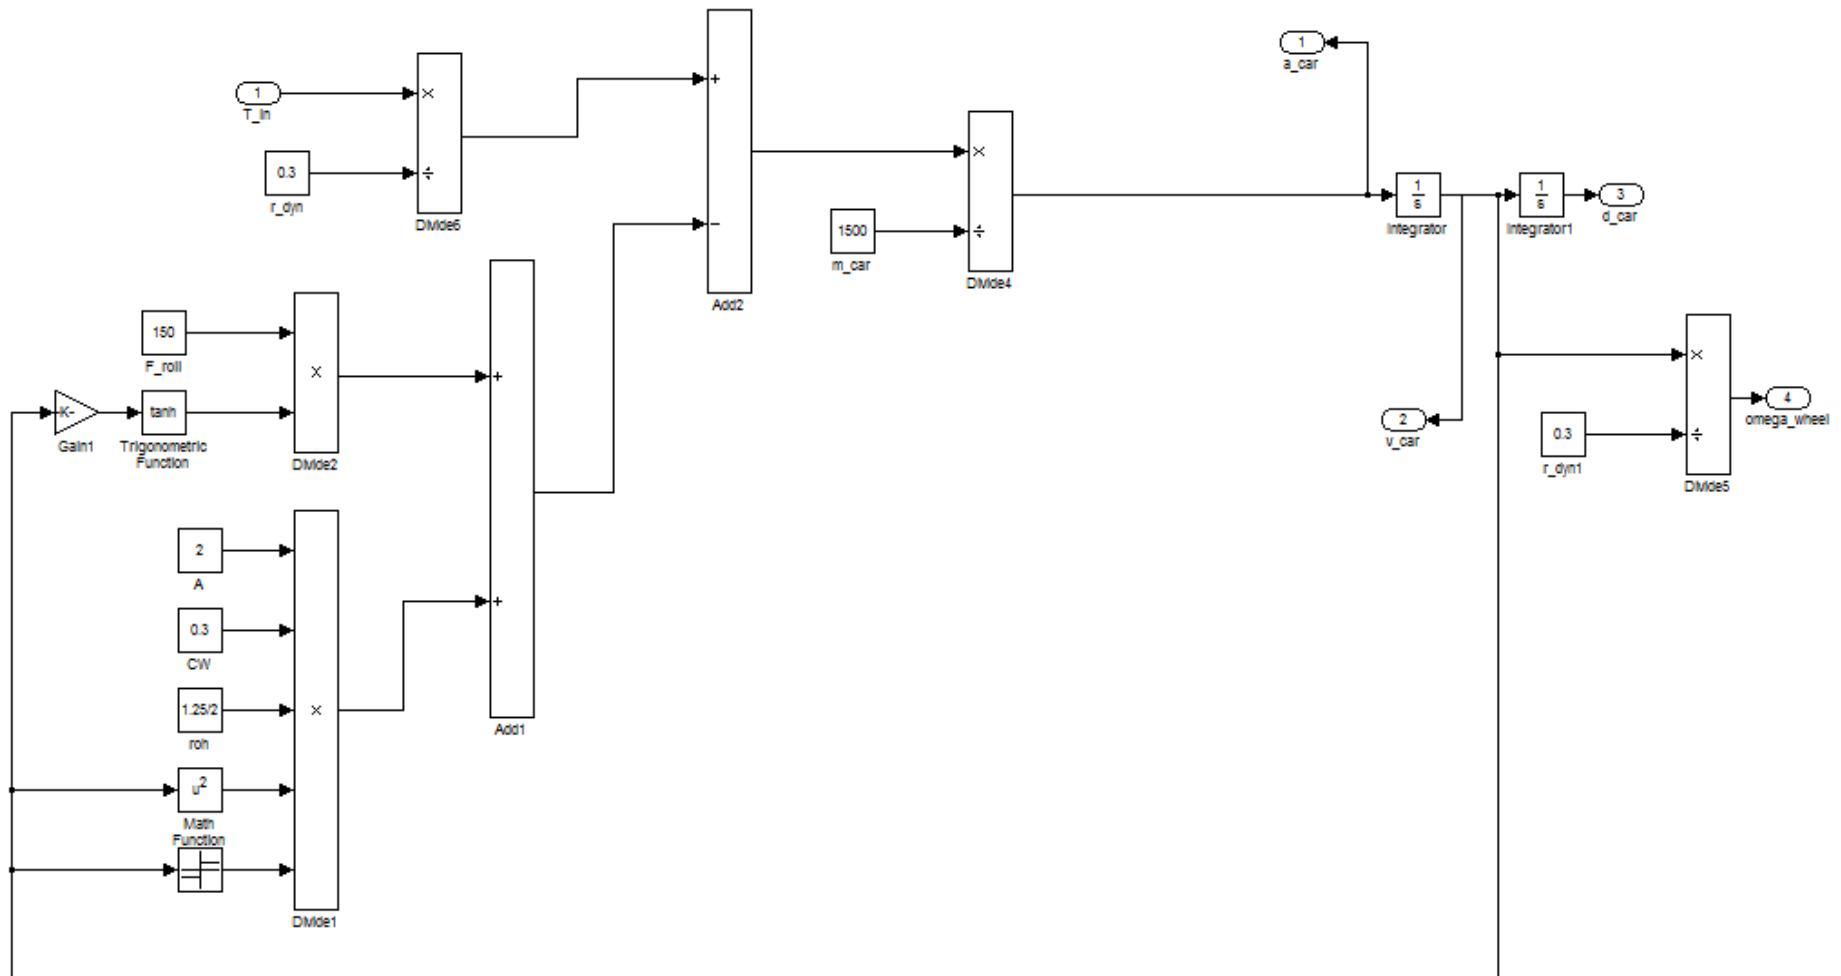 1
a_car
1
T_in
+
×
0.3
r_dyn
÷
Divide6
×
1
s
Integrator
1
s
Integrator1
3
d_car
−
1500
m_car
÷
Divide4
Add2
150
F_roll
×
+
-K-
Gain1
tanh
Trigonometric
Function
Divide2
×
2
v_car
4
omega_wheel
0.3
r_dyn1
÷
Divide5
2
A
0.3
CW
+
1.25/2
roh
×
Add1
u²
Math
Function
Divide1